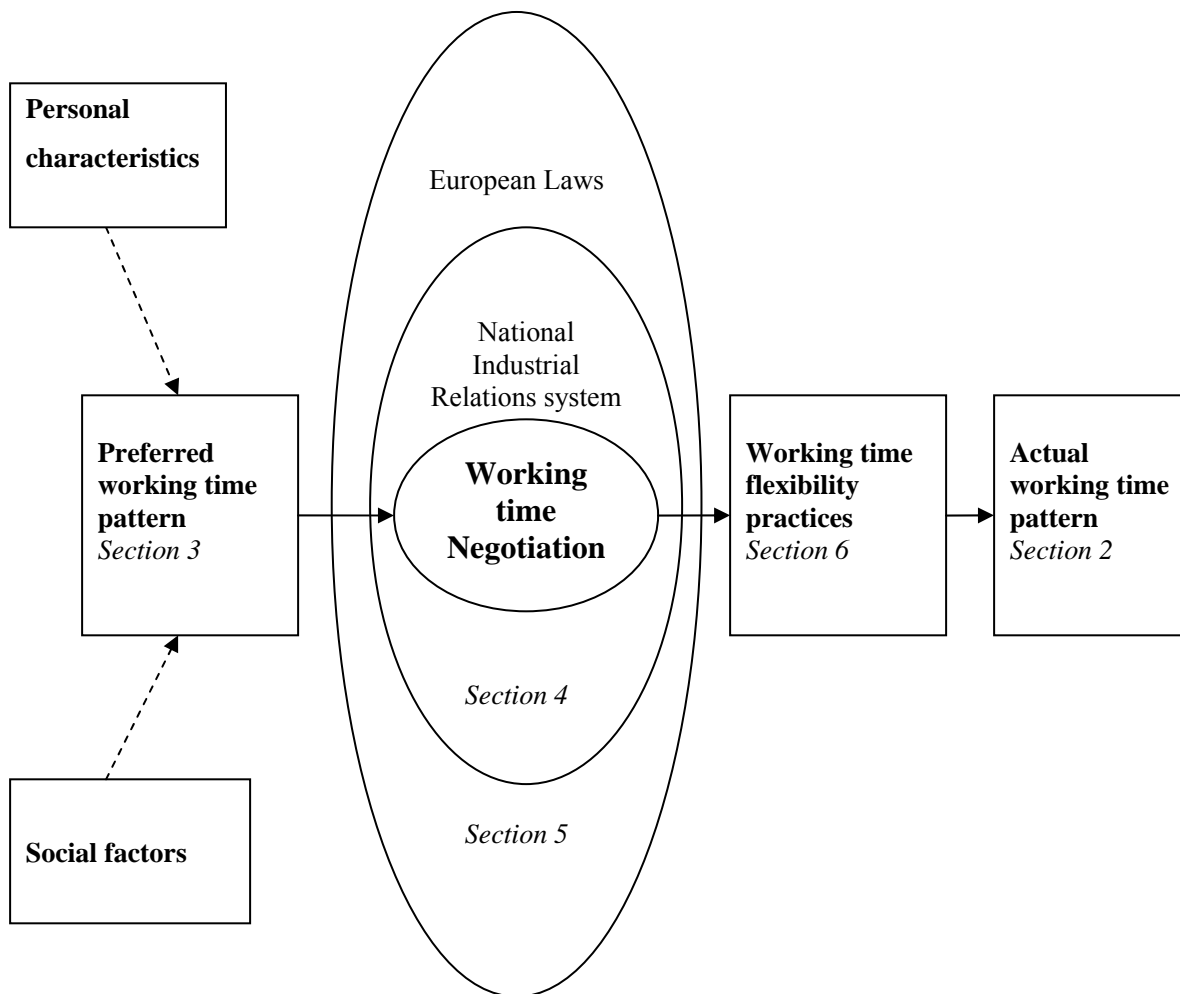 Personal
characteristics
European Laws
National
Industrial
Relations system
Preferred
working time
pattern
Section 3
Working
time
Negotiation
Working time
flexibility
practices
Section 6
Actual
working time
pattern
Section 2
Section 4
Section 5
Social factors